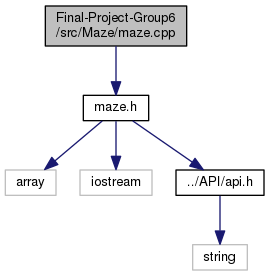 Final-Project-Group6
/src/Maze/maze.cpp
maze.h
array
iostream
../API/api.h
string